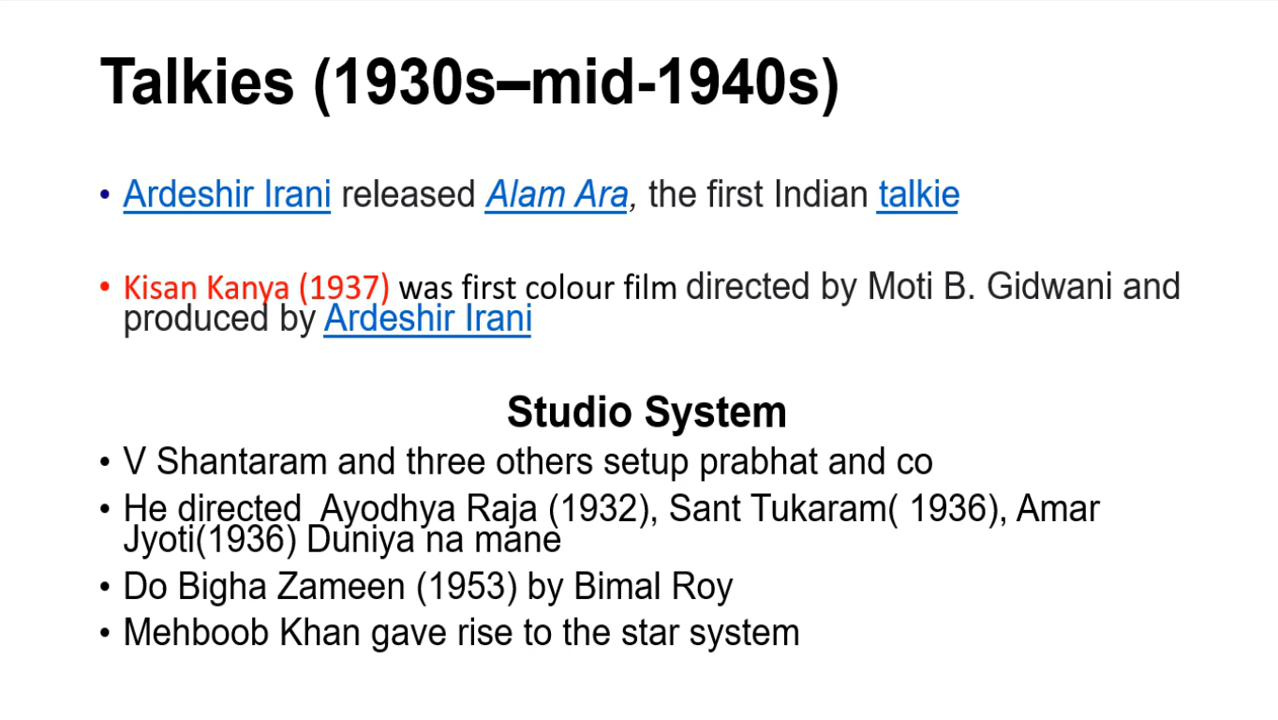 Talkies (1930s–mid-1940s)
• Ardeshir Irani released Alam Ara, the first Indian talkie
• Kisan Kanya (1937) was first colour film directed by Moti B. Gidwani and
produced by Ardeshir Irani
Studio System
• V Shantaram and three others setup prabhat and co
• He directed  Ayodhya Raja (1932), Sant Tukaram( 1936), Amar
Jyoti(1936) Duniya na mane
• Do Bigha Zameen (1953) by Bimal Roy
• Mehboob Khan gave rise to the star system